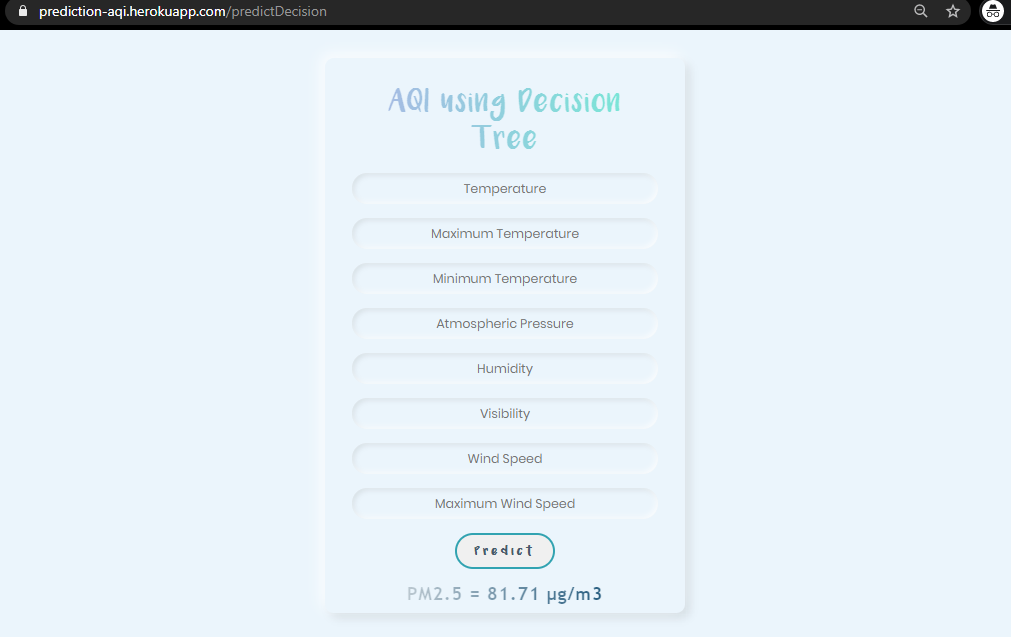 prediction-aqi.herokuapp.com/predictDecision
AQI using Decision
Tree
Temperature
Maximum Temperature
Minimum Temperature
Atmospheric Pressure
Humidity
Visibility
Wind Speed
Maximum Wind Speed
Predict
PM2.5 = 81.71 µg/m3